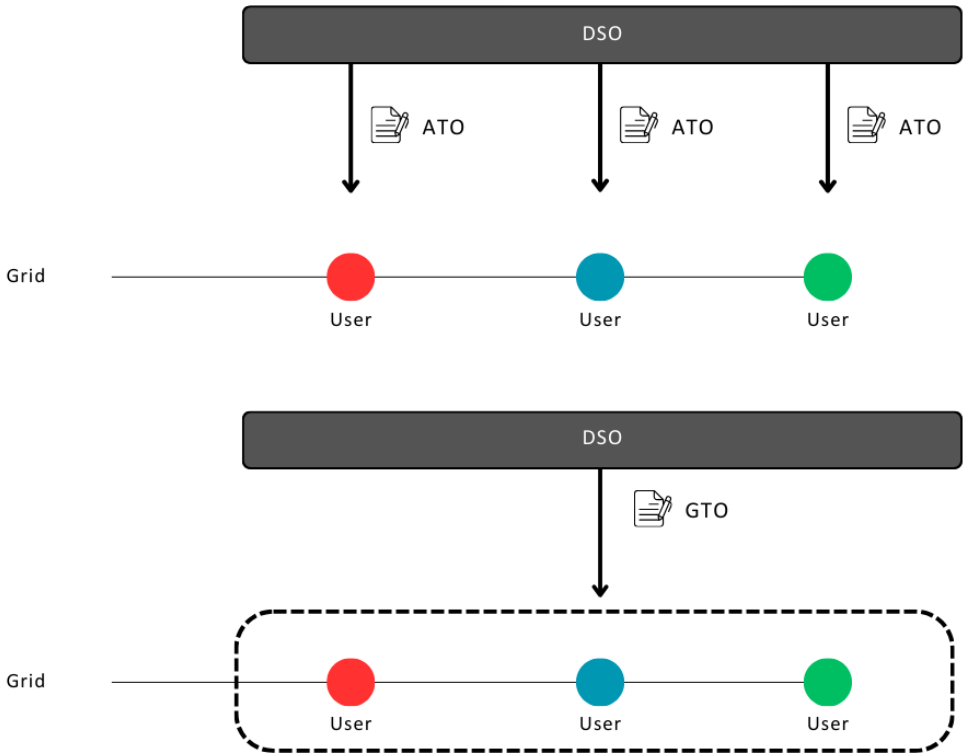 DSO
ATO ATO ATO
Grid
User User User
DSO
GTO
Grid
User User User